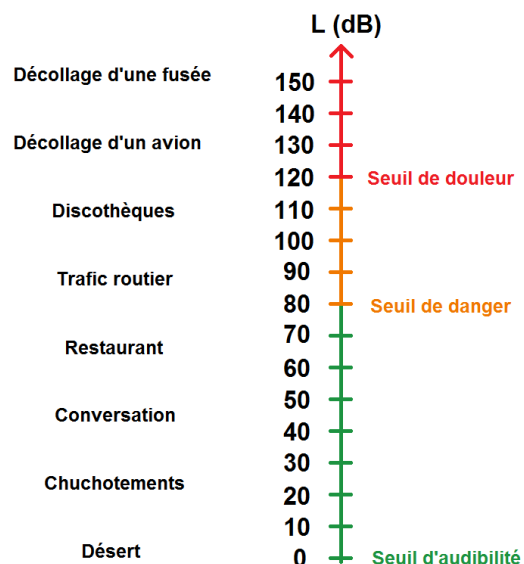 L (dB)
Décollage d'une fusée
150
140
Décollage d'un avion
130
120
Seuil de douleur
Discothèques
110
100
Trafic routier
90
80
Seuil de danger
70
Restaurant
60
50
Conversation
40
30
Chuchotements
20
10
Désert
0
Seuil d'audibilité